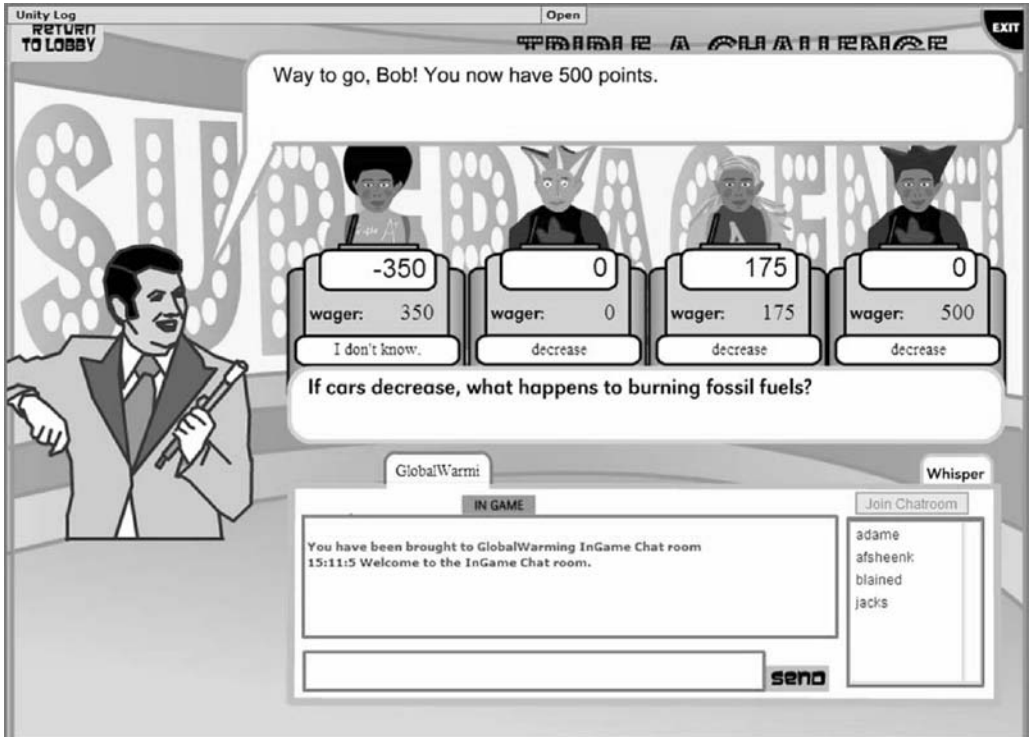 Unity Log
Open
RETURN
TO LOBBY
TRIPLE A CHALLENGE
EXIT
Way to go, Bob! You now have 500 points.
-350
0
175
0
wager: 350
wager: 0
wager: 175
wager: 500
I don't know.
decrease
decrease
decrease
If cars decrease, what happens to burning fossil fuels?
GlobalWarmi
Whisper
IN GAME
Join Chatroom
You have been brought to GlobalWarming InGame Chat room
15:11:5 Welcome to the InGame Chat room.
adame
afsheenk
blained
jacks
send